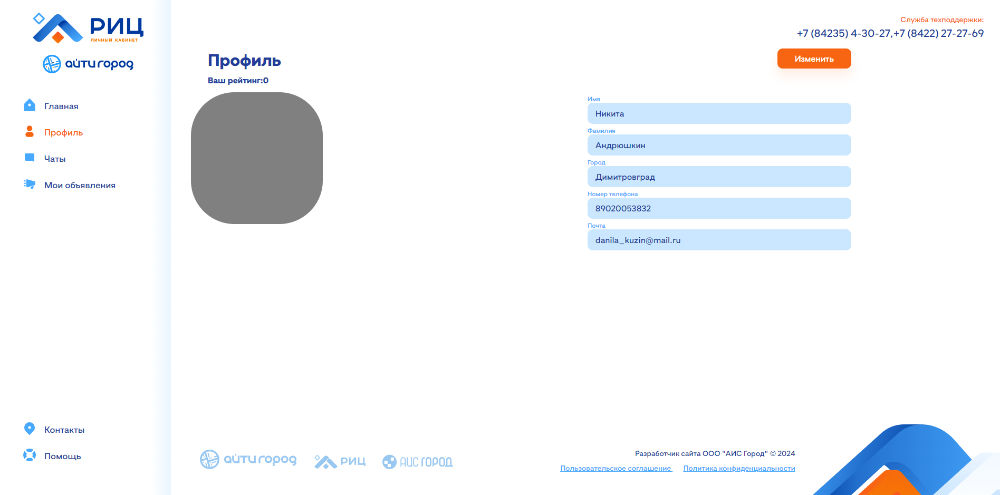 РИЦ
ЛИЧНЫЙ КАБИНЕТ
айти город
Главная
Профиль
Чаты
Мои объявления
Контакты
Помощь
Служба техподдержки:
+7 (84235) 4-30-27,+7 (8422) 27-27-69
Профиль
Изменить
Ваш рейтинг:0
Имя
Никита
Фамилия
Андрюшкин
Город
Димитровград
Номер телефона
89020053832
Почта
danila_kuzin@mail.ru
айти город
РИЦ
АИС ГОРОД
Разработчик сайта ООО "АИС Город" © 2024
Пользовательское соглашение Политика конфиденциальности